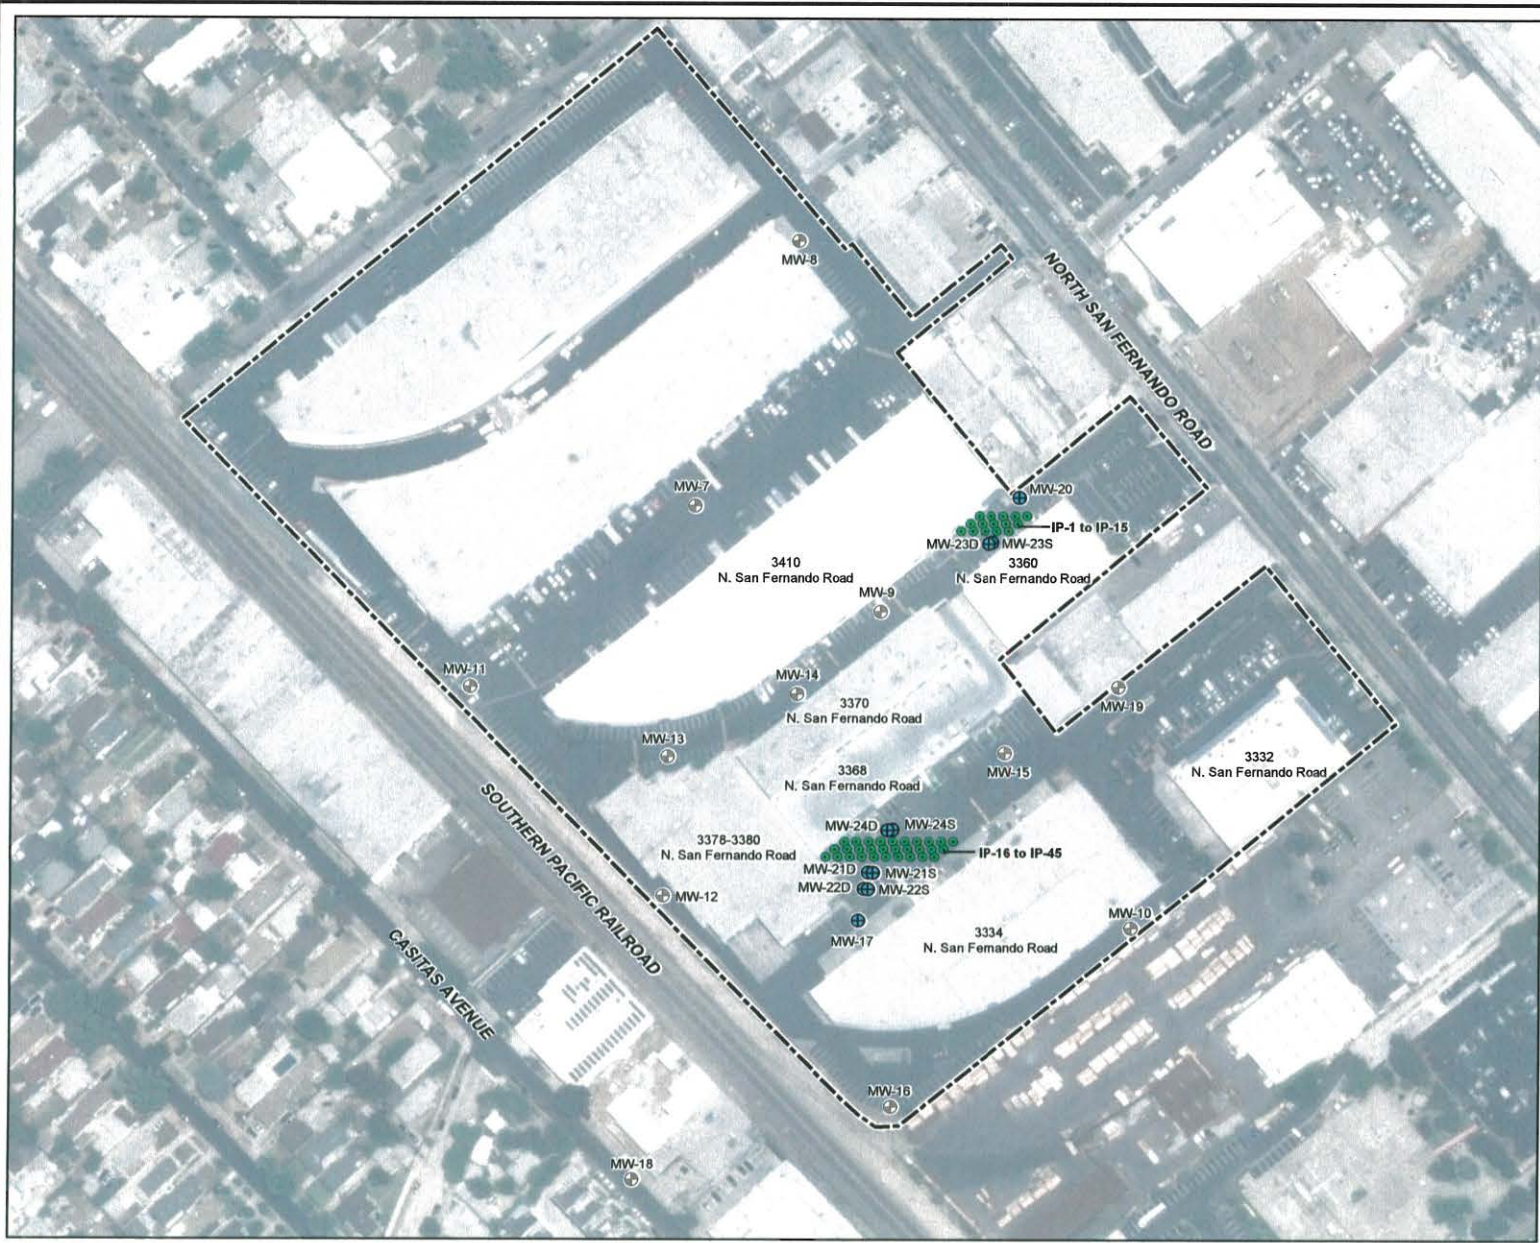 MW-8
NORTH SAN FERNANDO ROAD
MW-7
MW-20
IP-1 to IP-15
MW-23D
MW-23S
3410
N. San Fernando Road
3360
N. San Fernando Road
MW-9
MW-11
MW-14
MW-19
3370
N. San Fernando Road
MW-13
MW-15
3332
N. San Fernando Road
3368
N. San Fernando Road
SOUTHERN PACIFIC RAILROAD
MW-24D
MW-24S
3378-3380
N. San Fernando Road
IP-16 to IP-45
MW-21D
MW-21S
MW-22D
MW-22S
MW-12
MW-10
CASITAS AVENUE
MW-17
3334
N. San Fernando Road
MW-16
MW-18